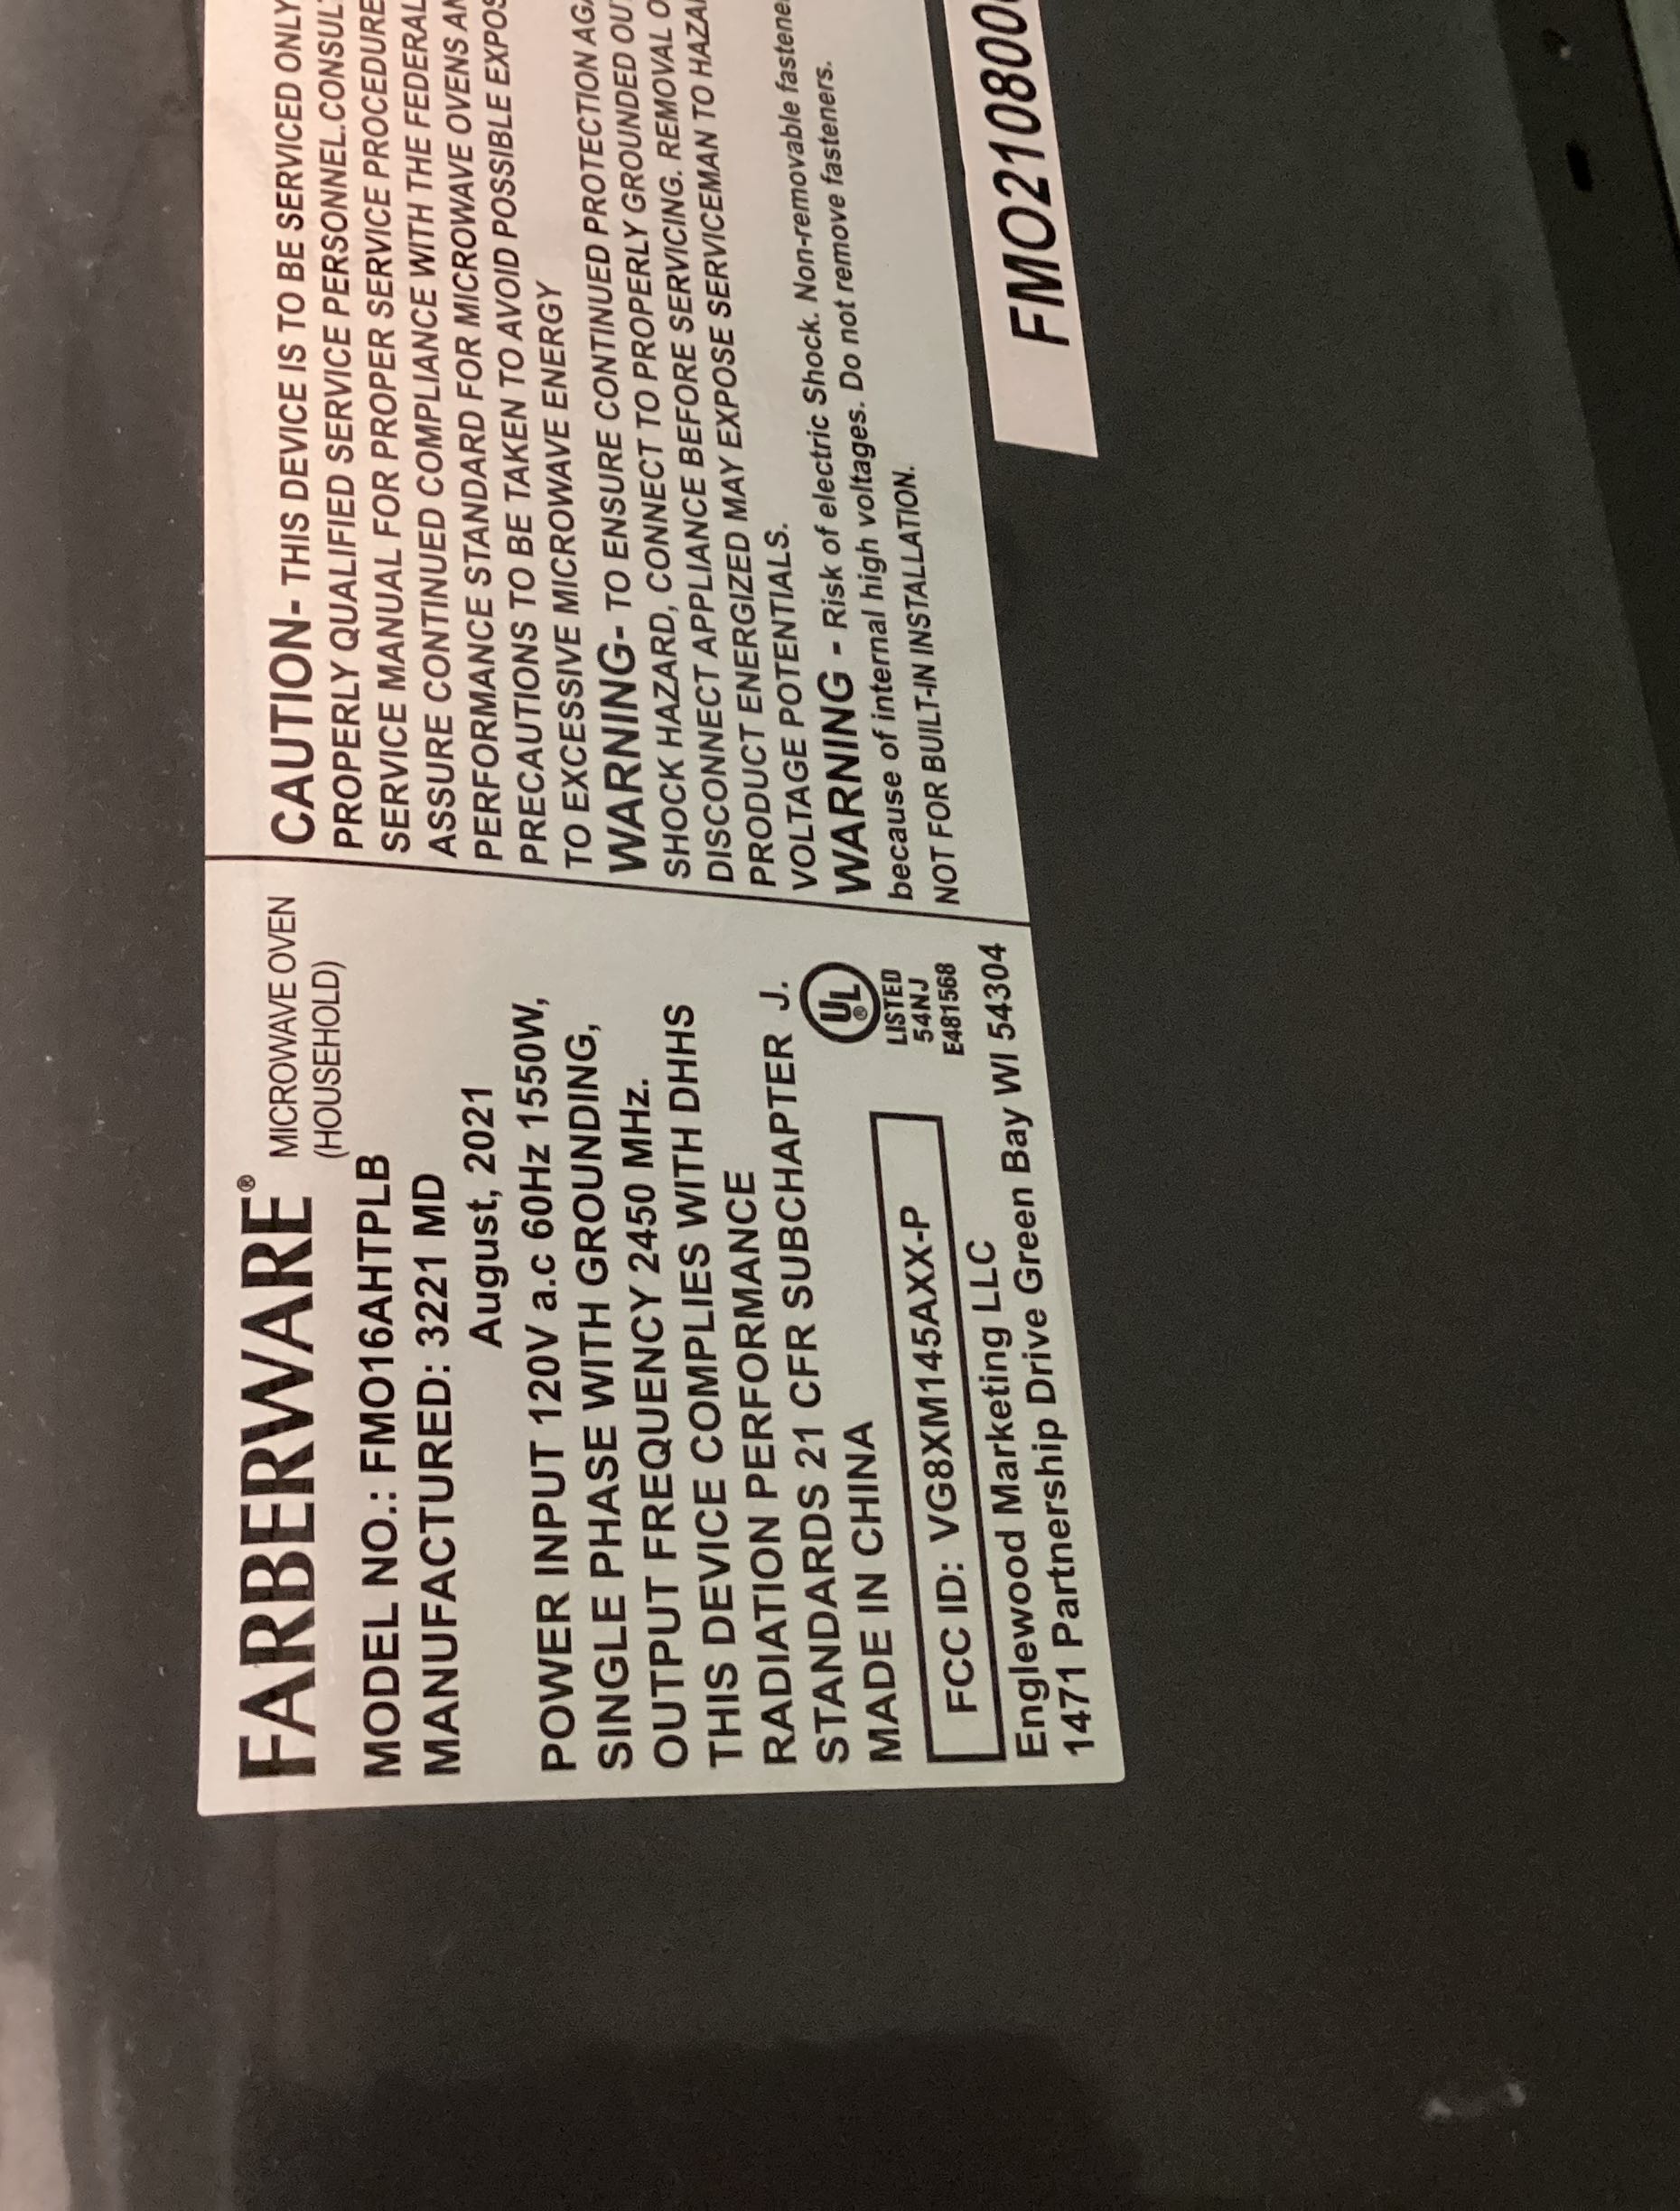 FARBERWARE®
MICROWAVE OVEN
(HOUSEHOLD)
MODEL NO.: FMO16AHTPLB
MANUFACTURED: 3221 MD
August, 2021
POWER INPUT 120V a.c 60Hz 1550W,
SINGLE PHASE WITH GROUNDING,
OUTPUT FREQUENCY 2450 MHz.
THIS DEVICE COMPLIES WITH DHHS
RADIATION PERFORMANCE
STANDARDS 21 CFR SUBCHAPTER J.
MADE IN CHINA
UL®
LISTED
54NJ
E481568
FCC ID: VG8XM145AXX-P
Englewood Marketing LLC
1471 Partnership Drive Green Bay WI 54304
CAUTION- THIS DEVICE IS TO BE SERVICED ONLY
PROPERLY QUALIFIED SERVICE PERSONNEL.CONSULT
SERVICE MANUAL FOR PROPER SERVICE PROCEDURE
ASSURE CONTINUED COMPLIANCE WITH THE FEDERAL
PERFORMANCE STANDARD FOR MICROWAVE OVENS
PRECAUTIONS TO BE TAKEN TO AVOID POSSIBLE
TO EXCESSIVE MICROWAVE ENERGY
WARNING- TO ENSURE CONTINUED PROTECTION
SHOCK HAZARD, CONNECT TO PROPERLY GROUNDED
DISCONNECT APPLIANCE BEFORE SERVICING. REMOVAL
PRODUCT ENERGIZED MAY EXPOSE SERVICEMAN TO
VOLTAGE POTENTIALS.
WARNING - Risk of electric Shock. Non-removable
because of internal high voltages. Do not remove fasteners.
NOT FOR BUILT-IN INSTALLATION.
FMO210800